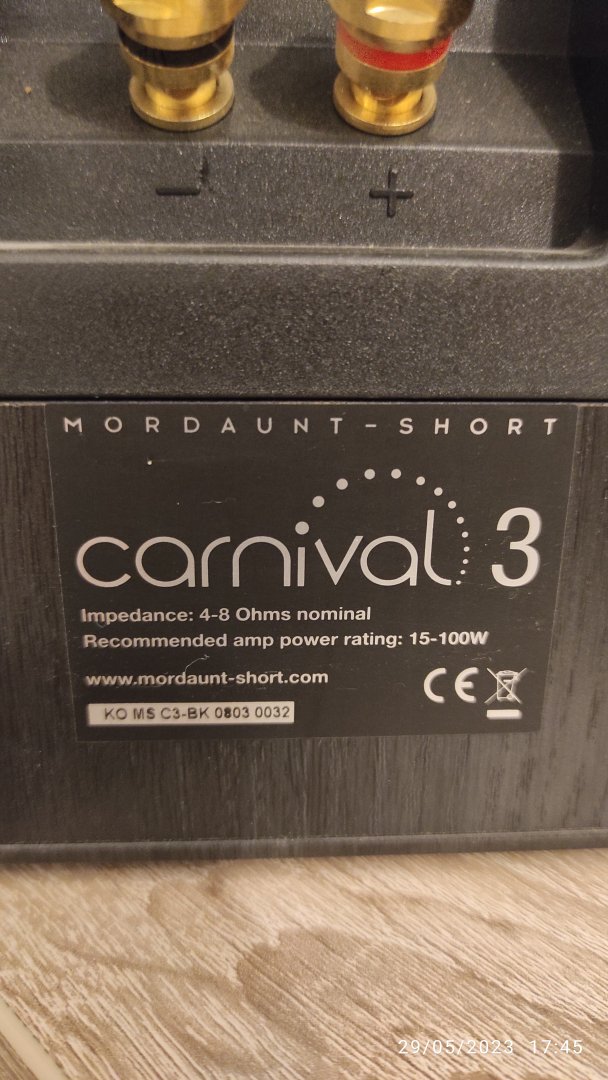 - +
MORDAUNT-SHORT
carnival 3
Impedance: 4-8 Ohms nominal
Recommended amp power rating: 15-100W
www.mordaunt-short.com
CE
KO MS C3-BK 0803 0032
29/05/2023 17:45